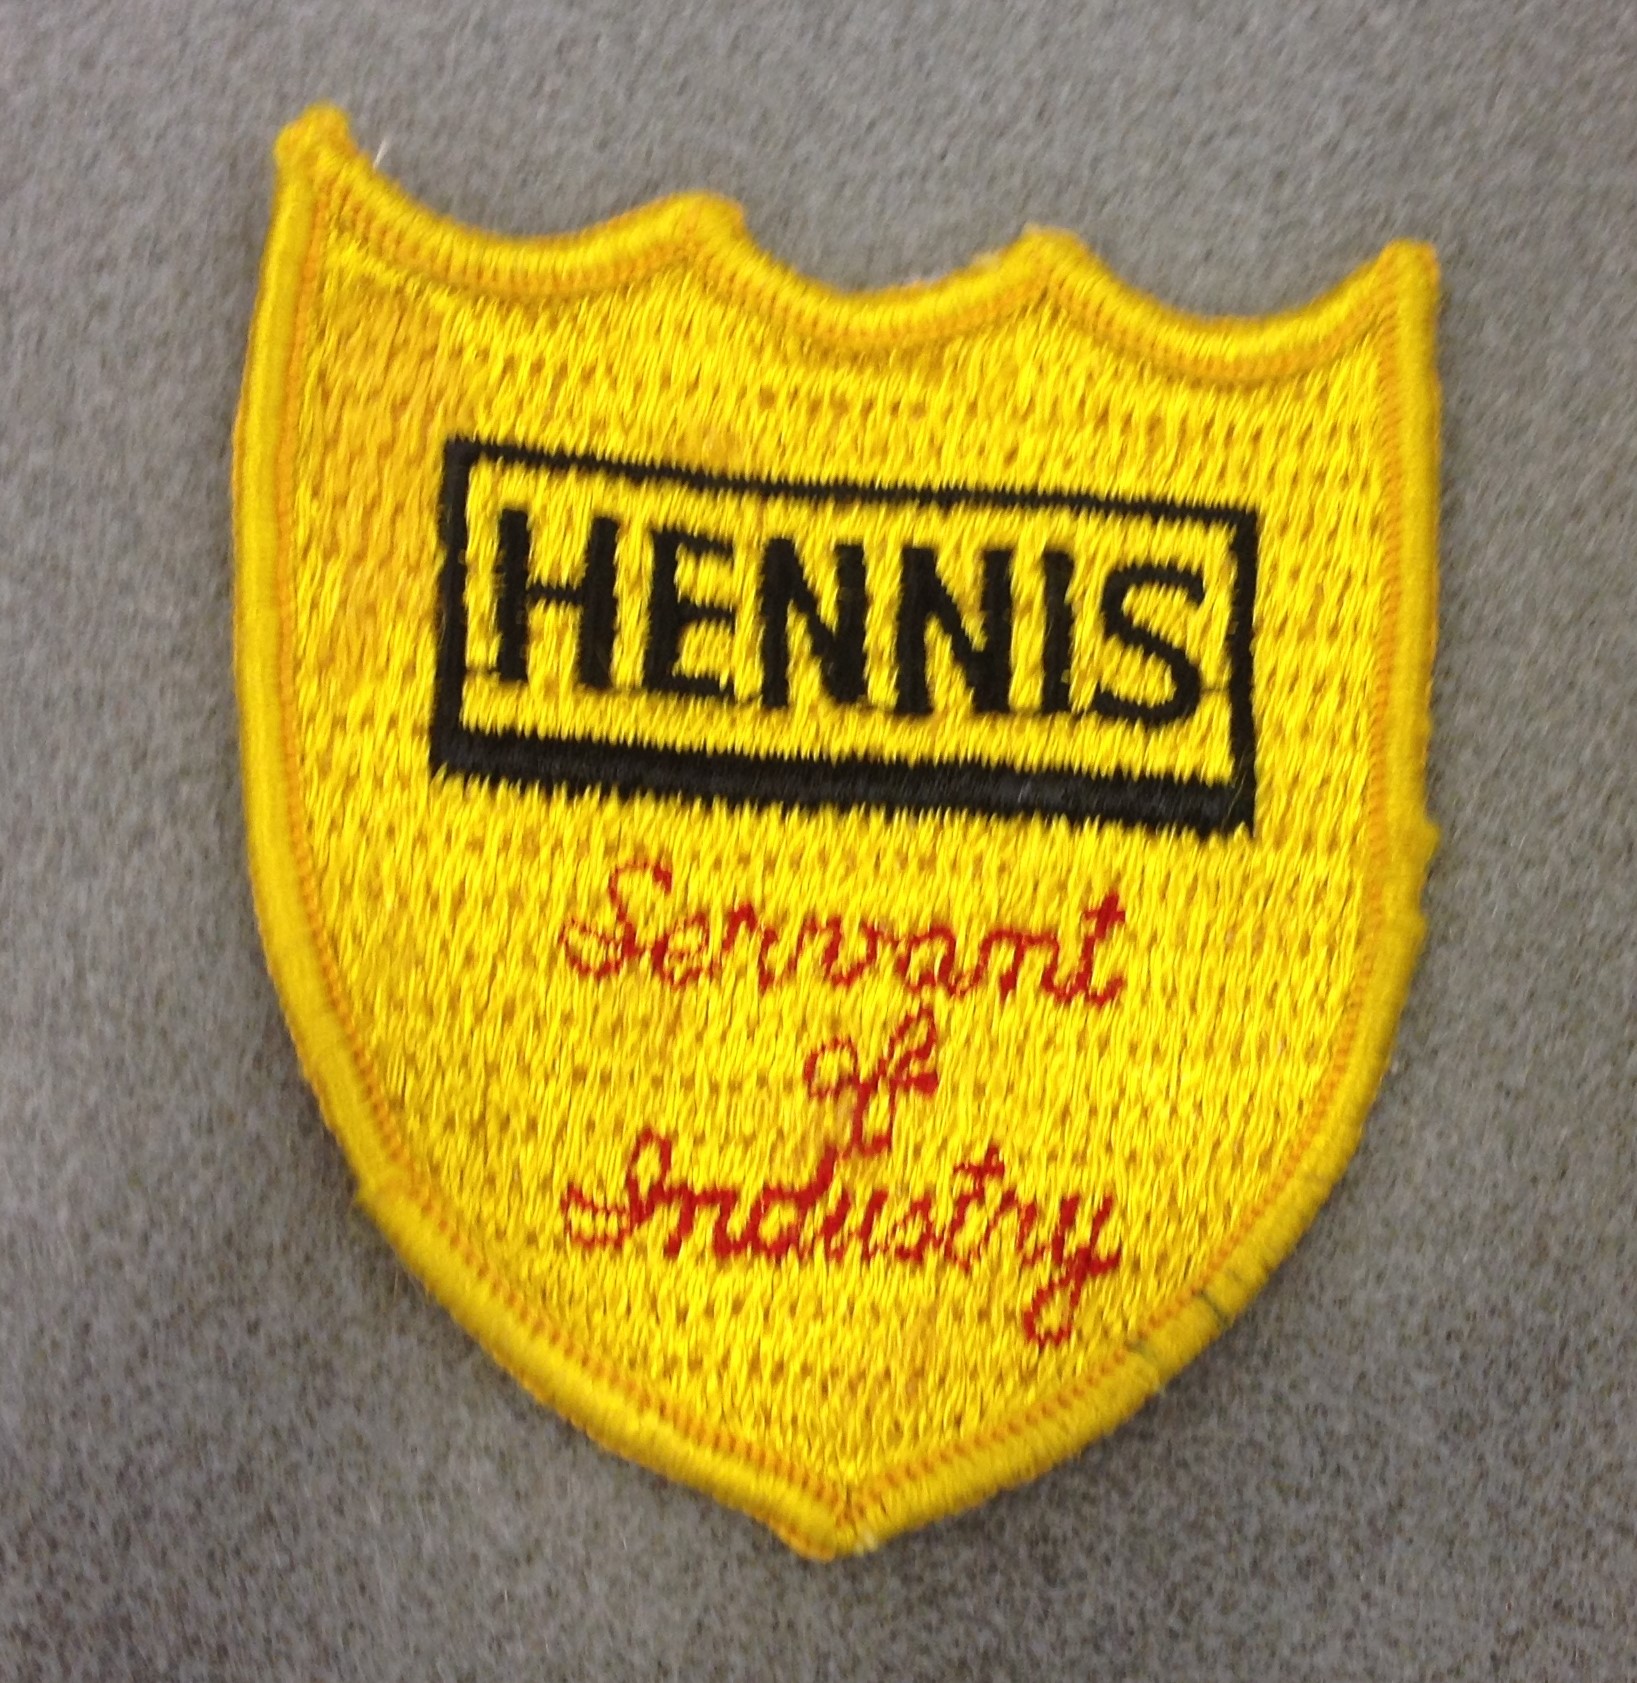 HENNIS
Servant
of
Industry